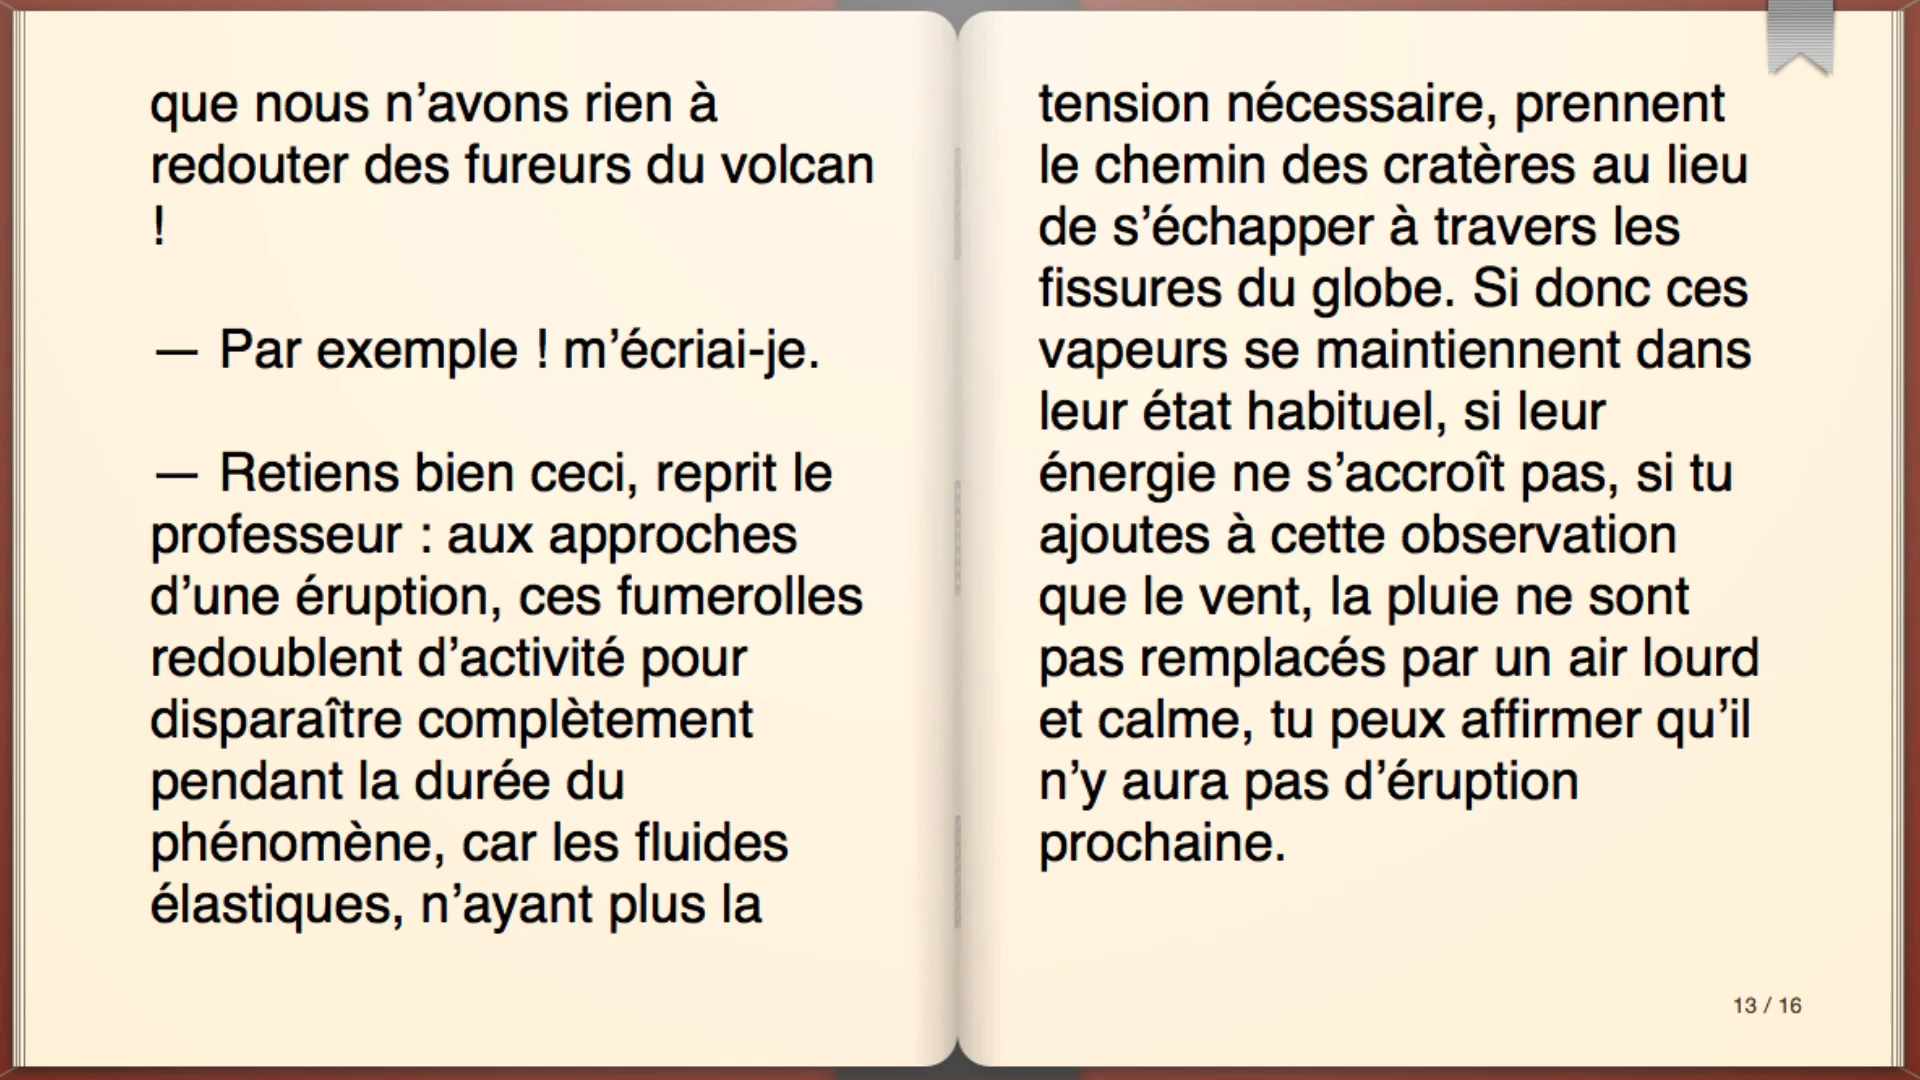 que nous n’avons rien à
redouter des fureurs du volcan
!
— Par exemple ! m’écriai-je.
— Retiens bien ceci, reprit le
professeur : aux approches
d’une éruption, ces fumerolles
redoublent d’activité pour
disparaître complètement
pendant la durée du
phénomène, car les fluides
élastiques, n’ayant plus la
tension nécessaire, prennent
le chemin des cratères au lieu
de s’échapper à travers les
fissures du globe. Si donc ces
vapeurs se maintiennent dans
leur état habituel, si leur
énergie ne s’accroît pas, si tu
ajoutes à cette observation
que le vent, la pluie ne sont
pas remplacés par un air lourd
et calme, tu peux affirmer qu’il
n’y aura pas d’éruption
prochaine.
13 / 16